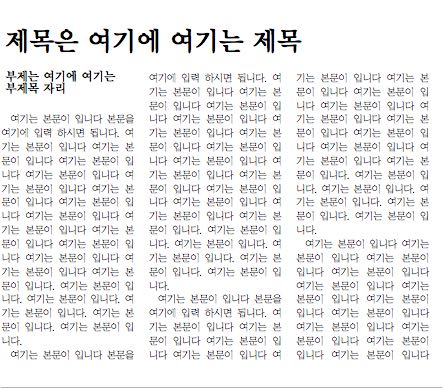 제목은 여기에 여기는 제목
부제는 여기에 여기는
부제목 자리
여기는 본문이 입니다 본문을
여기에 입력 하시면 됩니다. 여
기는 본문이 입니다 여기는 본
문이 입니다 여기는 본문이 입
니다 여기는 본문이 입니다 여
기는 본문이 입니다 여기는 본
문이 입니다 여기는 본문이 입
니다 여기는 본문이 입니다 여
기는 본문이 입니다 여기는 본
문이 입니다 여기는 본문이 입
니다 여기는 본문이 입니다 여
기는 본문이 입니다 여기는 본
문이 입니다. 여기는 본문이 입
니다. 여기는 본문이 입니다. 여
기는 본문이 입니다. 여기는 본
문이 입니다. 여기는 본문이 입
니다.
여기는 본문이 입니다 본문을
여기에 입력 하시면 됩니다. 여
기는 본문이 입니다 여기는 본
문이 입니다 여기는 본문이 입
니다 여기는 본문이 입니다 여
기는 본문이 입니다 여기는 본
문이 입니다 여기는 본문이 입
니다 여기는 본문이 입니다 여
기는 본문이 입니다 여기는 본
문이 입니다 여기는 본문이 입
니다 여기는 본문이 입니다 여
기는 본문이 입니다 여기는 본
문이 입니다. 여기는 본문이 입
니다. 여기는 본문이 입니다. 여
기는 본문이 입니다. 여기는 본
문이 입니다. 여기는 본문이 입
니다.
여기는 본문이 입니다 본문을
여기에 입력 하시면 됩니다. 여
기는 본문이 입니다 여기는 본
문이 입니다 여기는 본문이 입
니다 여기는 본문이 입니다 여
기는 본문이 입니다 여기는 본
문이 입니다 여기는 본문이 입
니다 여기는 본문이 입니다 여
기는 본문이 입니다 여기는 본
문이 입니다 여기는 본문이 입
니다 여기는 본문이 입니다 여
기는 본문이 입니다 여기는 본
문이 입니다. 여기는 본문이 입
니다. 여기는 본문이 입니다. 여
기는 본문이 입니다. 여기는 본
문이 입니다. 여기는 본문이 입
니다.
여기는 본문이 입니다 여기는
본문이 입니다 여기는 본문이
입니다 여기는 본문이 입니다
여기는 본문이 입니다 여기는
본문이 입니다 여기는 본문이
입니다 여기는 본문이 입니다
여기는 본문이 입니다 여기는
본문이 입니다 여기는 본문이
입니다 여기는 본문이 입니다